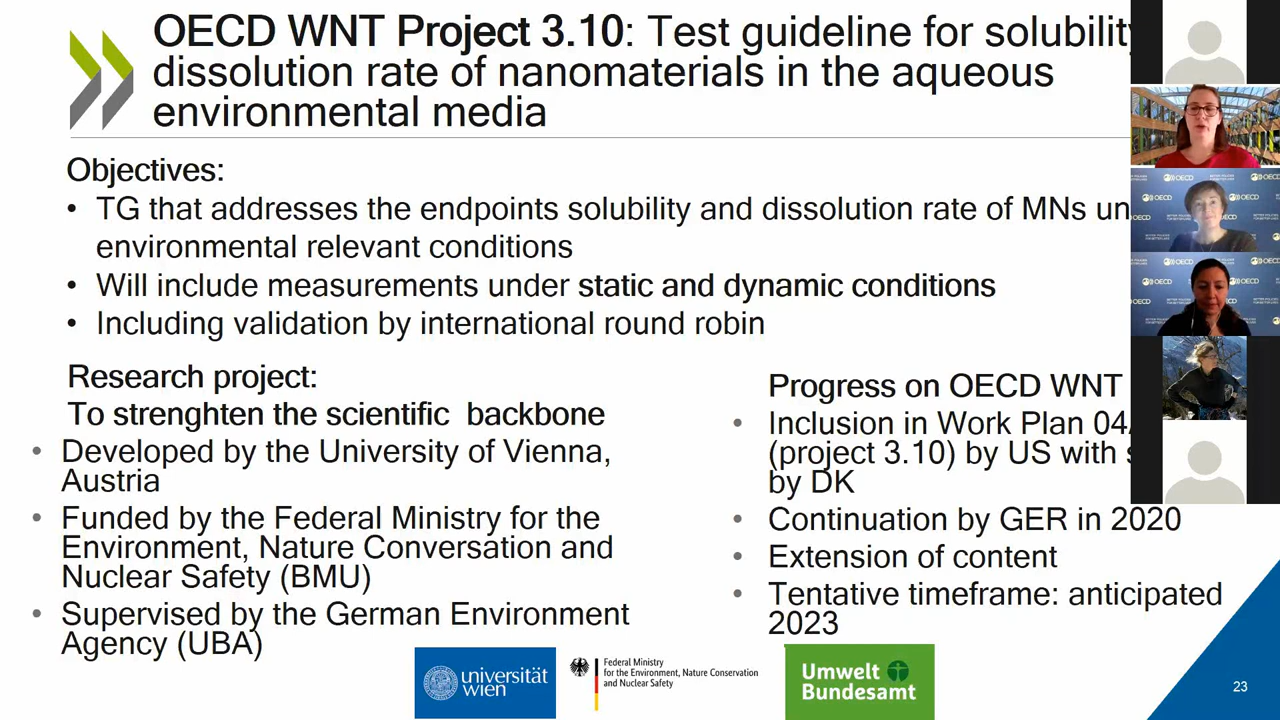 OECD WNT Project 3.10: Test guideline for solubility
dissolution rate of nanomaterials in the aqueous
environmental media
Objectives:
• TG that addresses the endpoints solubility and dissolution rate of MNs
environmental relevant conditions
• Will include measurements under static and dynamic conditions
• Including validation by international round robin
Research project:
To strenghten the scientific backbone
• Developed by the University of Vienna,
Austria
• Funded by the Federal Ministry for the
Environment, Nature Conversation and
Nuclear Safety (BMU)
• Supervised by the German Environment
Agency (UBA)
Progress on OECD WNT
• Inclusion in Work Plan 04
(project 3.10) by US with
by DK
• Continuation by GER in 2020
• Extension of content
• Tentative timeframe: anticipated
2023
universität
wien
Federal Ministry
for the Environment, Nature Conservation
and Nuclear Safety
Umwelt
Bundesamt
23
OECD
OECD
OECD
OECD